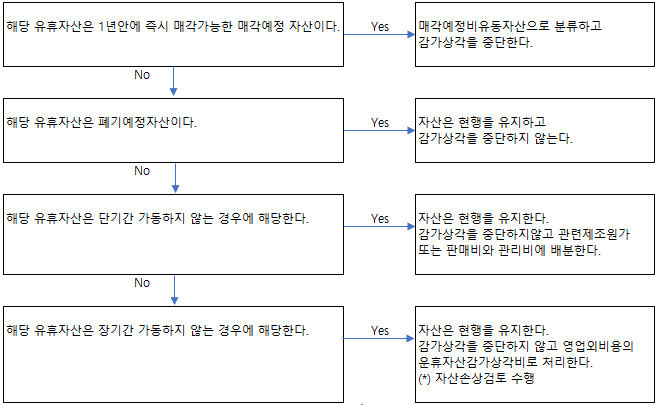 해당 유휴자산은 1년안에 즉시 매각가능한 매각예정 자산이다.
Yes
매각예정비유동자산으로 분류하고
감가상각을 중단한다.
No
해당 유휴자산은 폐기예정자산이다.
Yes
자산은 현행을 유지하고
감가상각을 중단하지 않는다.
No
해당 유휴자산은 단기간 가동하지 않는 경우에 해당한다.
Yes
자산은 현행을 유지한다.
감가상각을 중단하지않고 관련제조원가
또는 판매비와 관리비에 배분한다.
No
해당 유휴자산은 장기간 가동하지 않는 경우에 해당한다.
Yes
자산은 현행을 유지한다.
감가상각을 중단하지 않고 영업외비용의
운휴자산감가상각비로 처리한다.
(*) 자산손상검토 수행